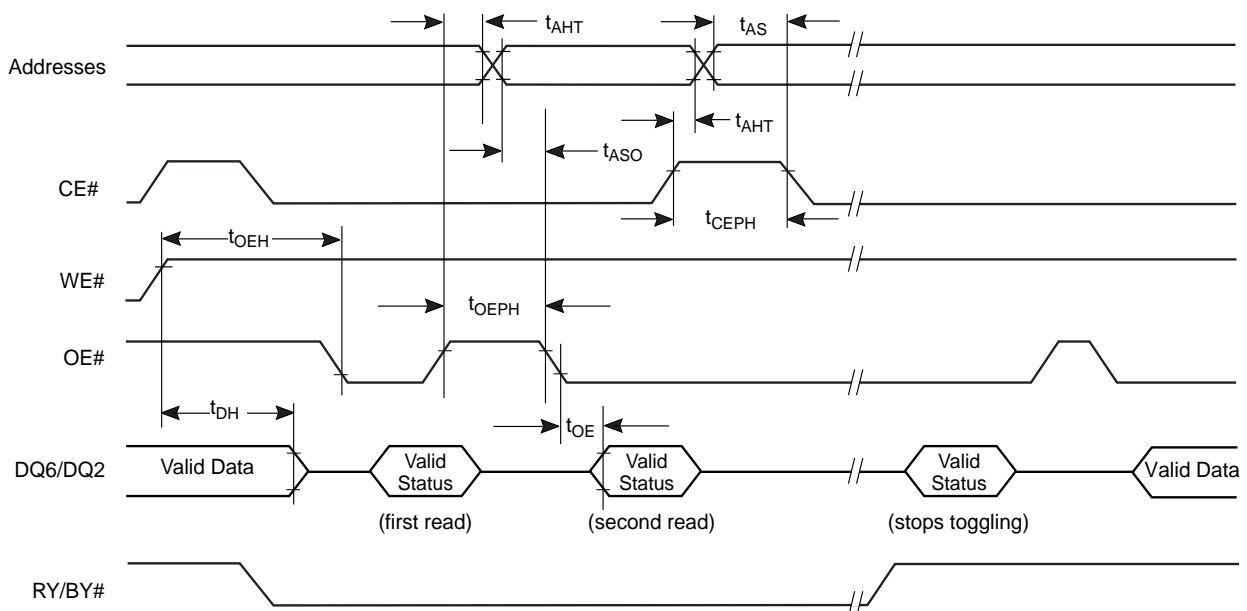 tAHT
tAS
Addresses
tAHT
tASO
CE#
tCEPH
tOEH
WE#
tOEPH
OE#
tDH
tOE
DQ6/DQ2
Valid Data
Valid
Status
Valid
Status
Valid
Status
Valid Data
(first read)
(second read)
(stops toggling)
RY/BY#